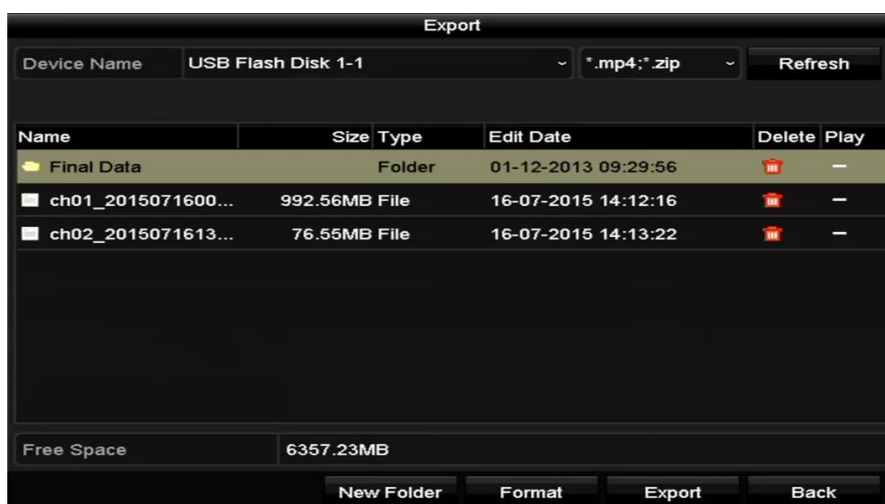 Export
Device Name USB Flash Disk 1-1 *.mp4;*.zip Refresh
Name Size Type Edit Date Delete Play
Final Data Folder 01-12-2013 09:29:56
ch01_2015071600... 992.56MB File 16-07-2015 14:12:16
ch02_2015071613... 76.55MB File 16-07-2015 14:13:22
Free Space 6357.23MB
New Folder Format Export Back